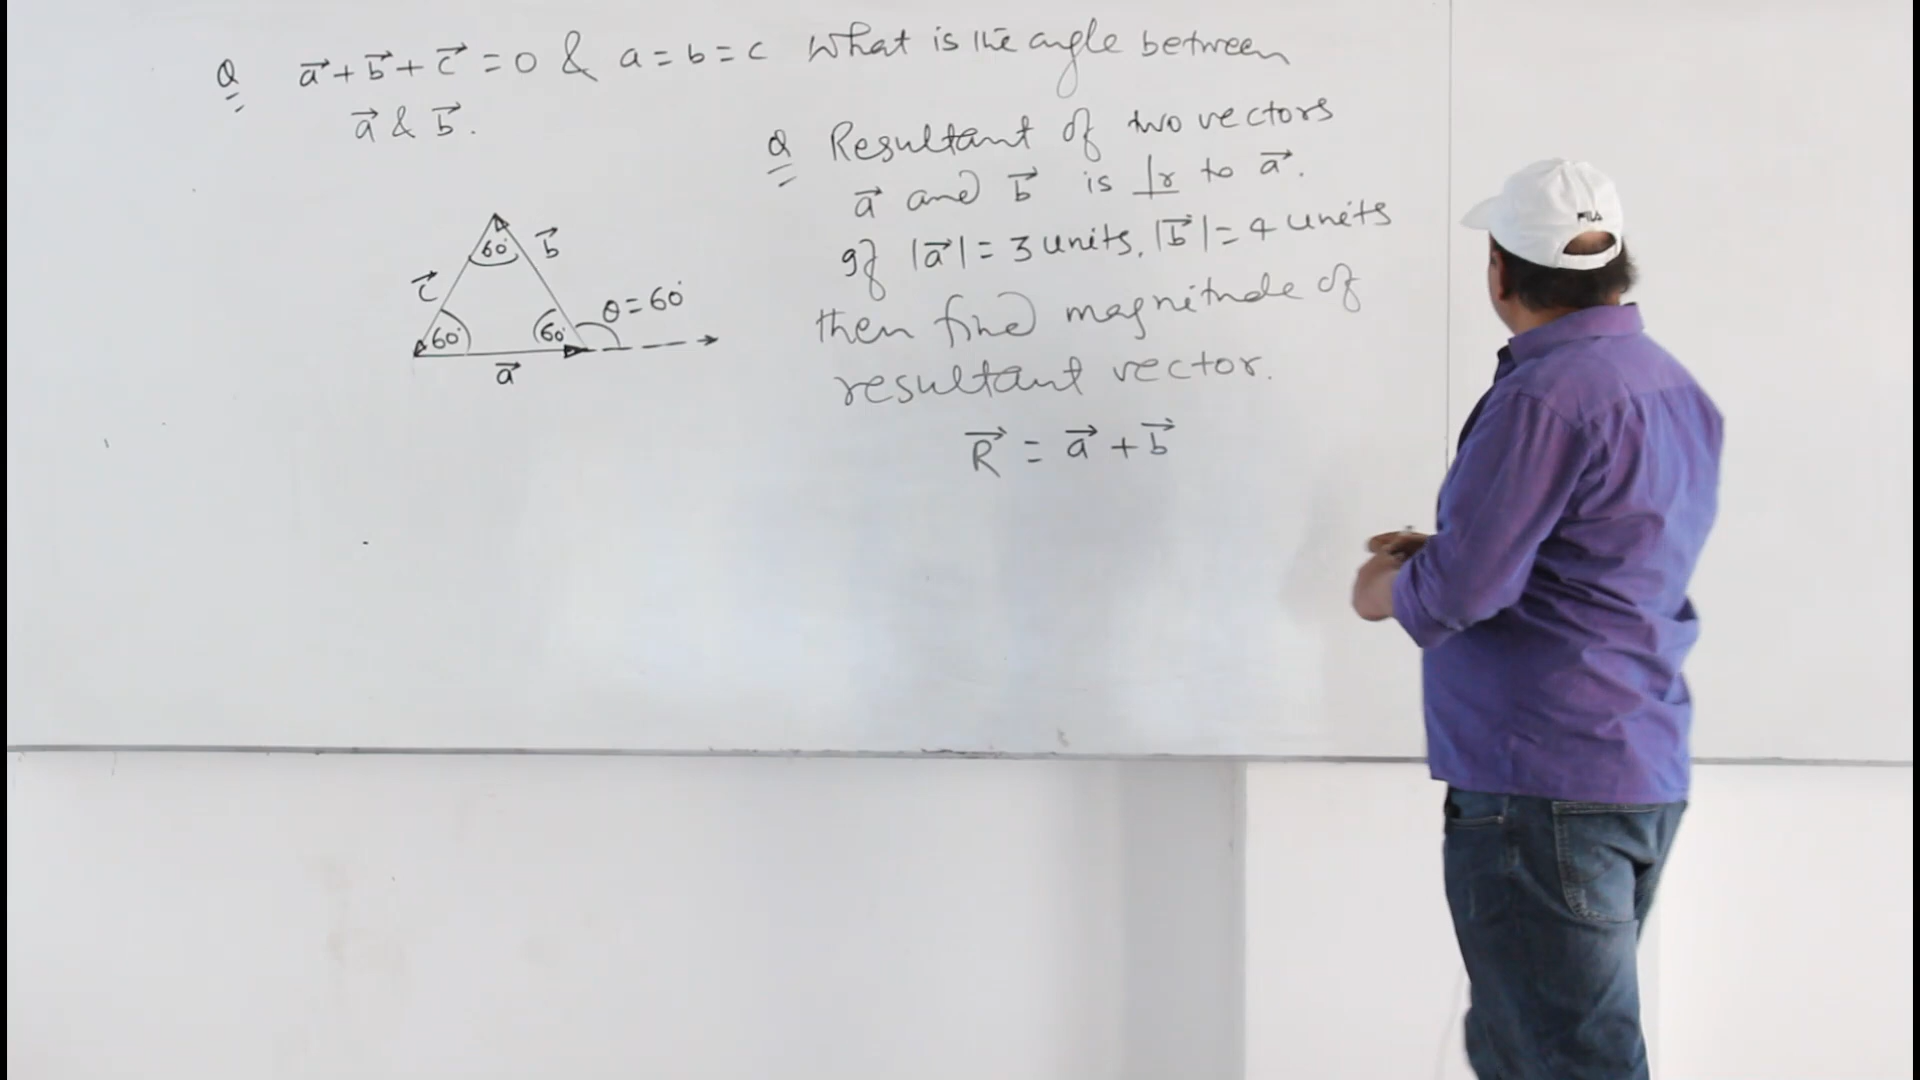 Q a⃗ + b⃗ + c⃗ = 0 & a = b = c What is the angle between
a⃗ & b⃗.
60°
b⃗
c⃗
θ = 60°
60°
60°
a⃗
Q Resultant of two vectors
a⃗ and b⃗ is ⊥r to a⃗.
If |a⃗| = 3 units, |b⃗| = 4 units
then find magnitude of
resultant vector.
R⃗ = a⃗ + b⃗
FILA